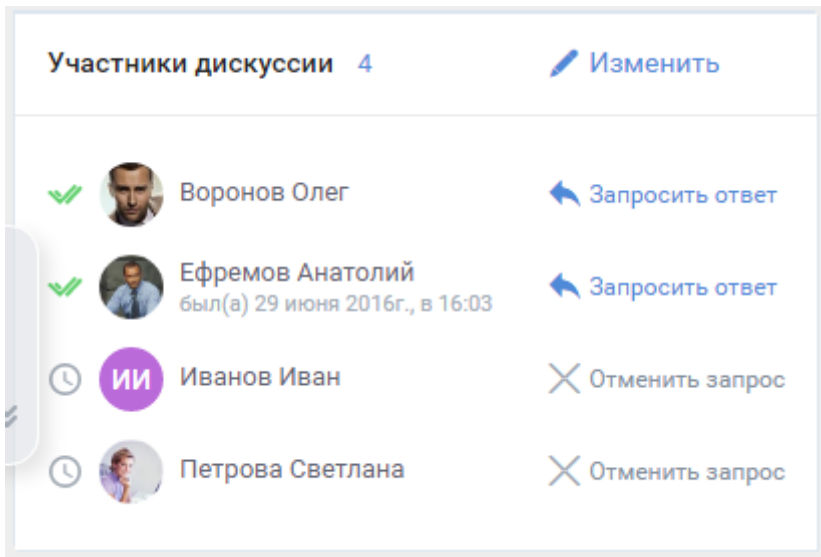 Участники дискуссии 4 Изменить
Воронов Олег Запросить ответ
Ефремов Анатолий Запросить ответ
был(а) 29 июня 2016г., в 16:03
ИИ Иванов Иван Отменить запрос
Петрова Светлана Отменить запрос